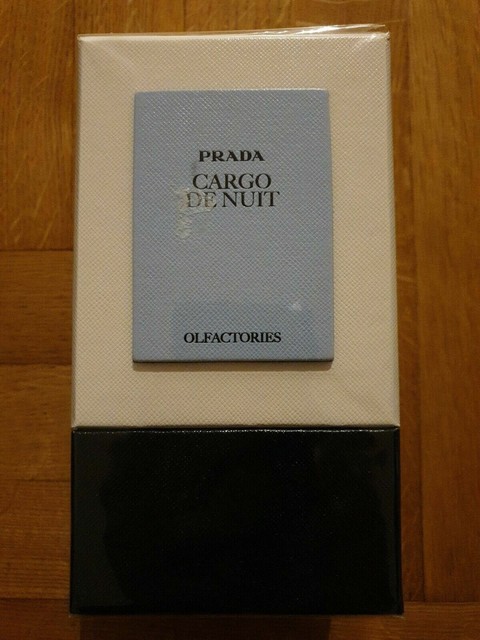 PRADA
CARGO
DE NUIT
OLFACTORIES